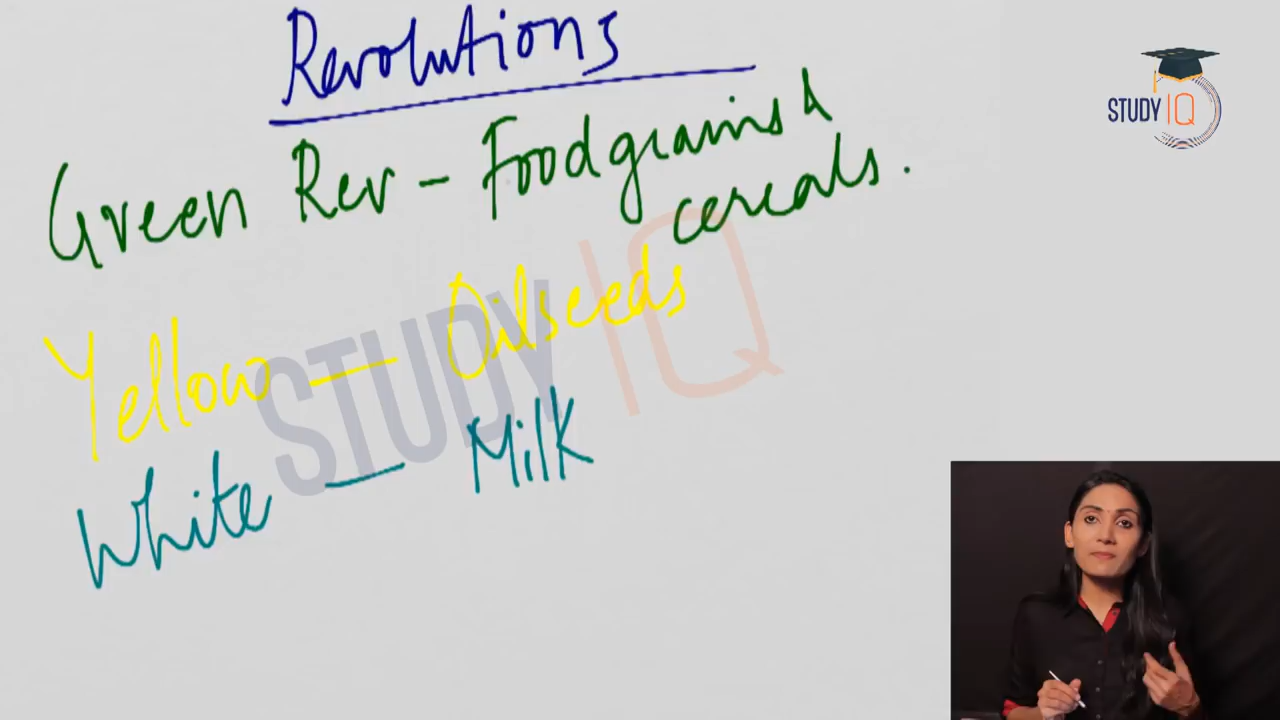 Revolutions
STUDY IQ
Green Rev - Foodgrains &
cereals.
Yellow - Oilseeds
STUDY IQ
White - Milk